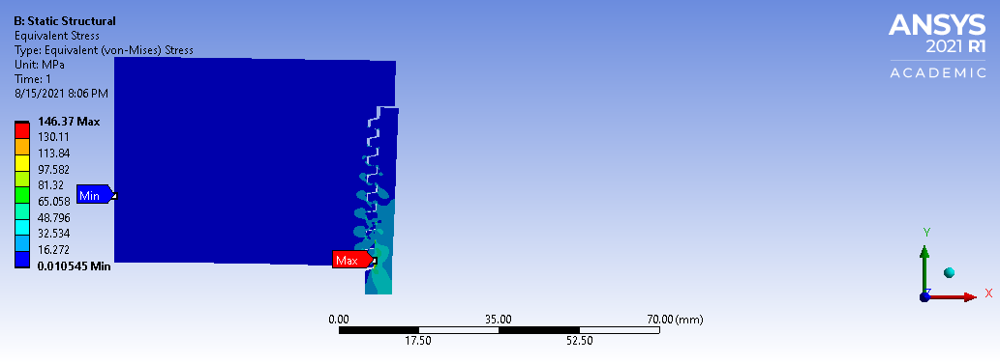 B: Static Structural
Equivalent Stress
Type: Equivalent (von-Mises) Stress
Unit: MPa
Time: 1
8/15/2021 8:06 PM
146.37 Max
130.11
113.84
97.582
81.32
65.058
48.796
32.534
16.272
0.010545 Min
Min
Max
ANSYS
2021 R1
ACADEMIC
0.00 35.00 70.00 (mm)
17.50 52.50
Y
Z X